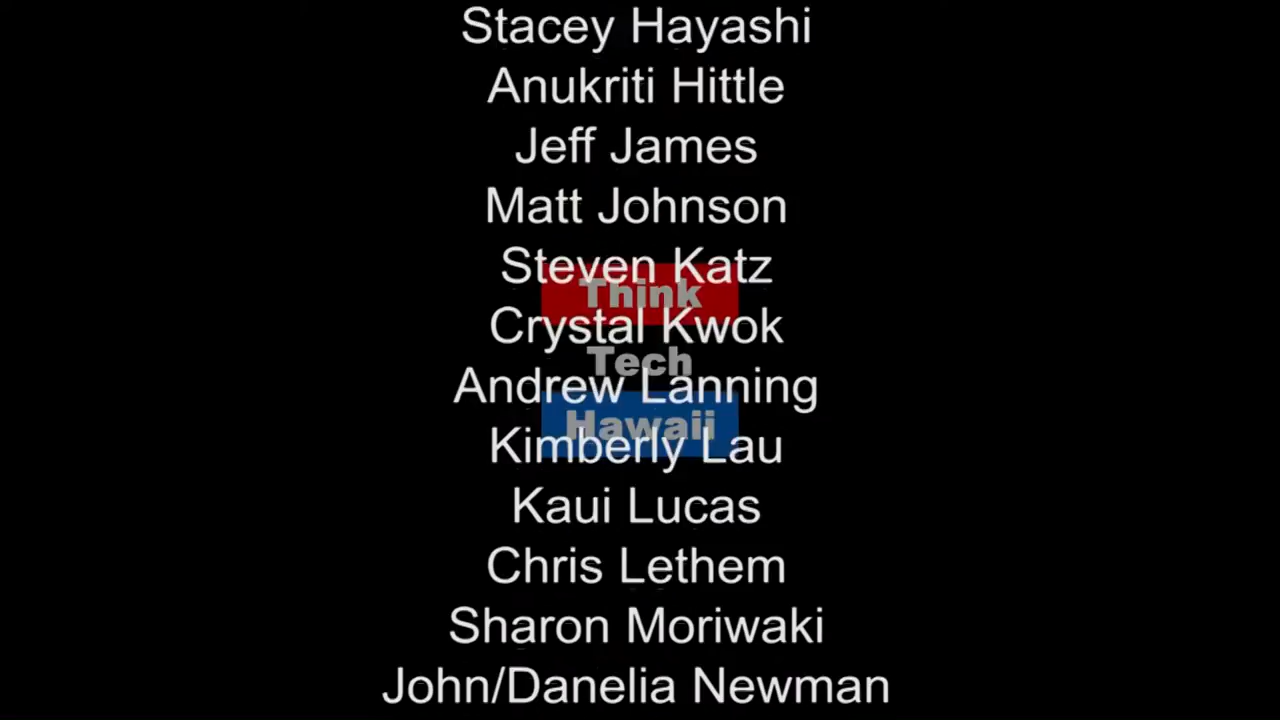 Stacey Hayashi
Anukriti Hittle
Jeff James
Matt Johnson
Steven Katz
Think
Crystal Kwok
Tech
Andrew Lanning
Hawaii
Kimberly Lau
Kaui Lucas
Chris Lethem
Sharon Moriwaki
John/Danelia Newman